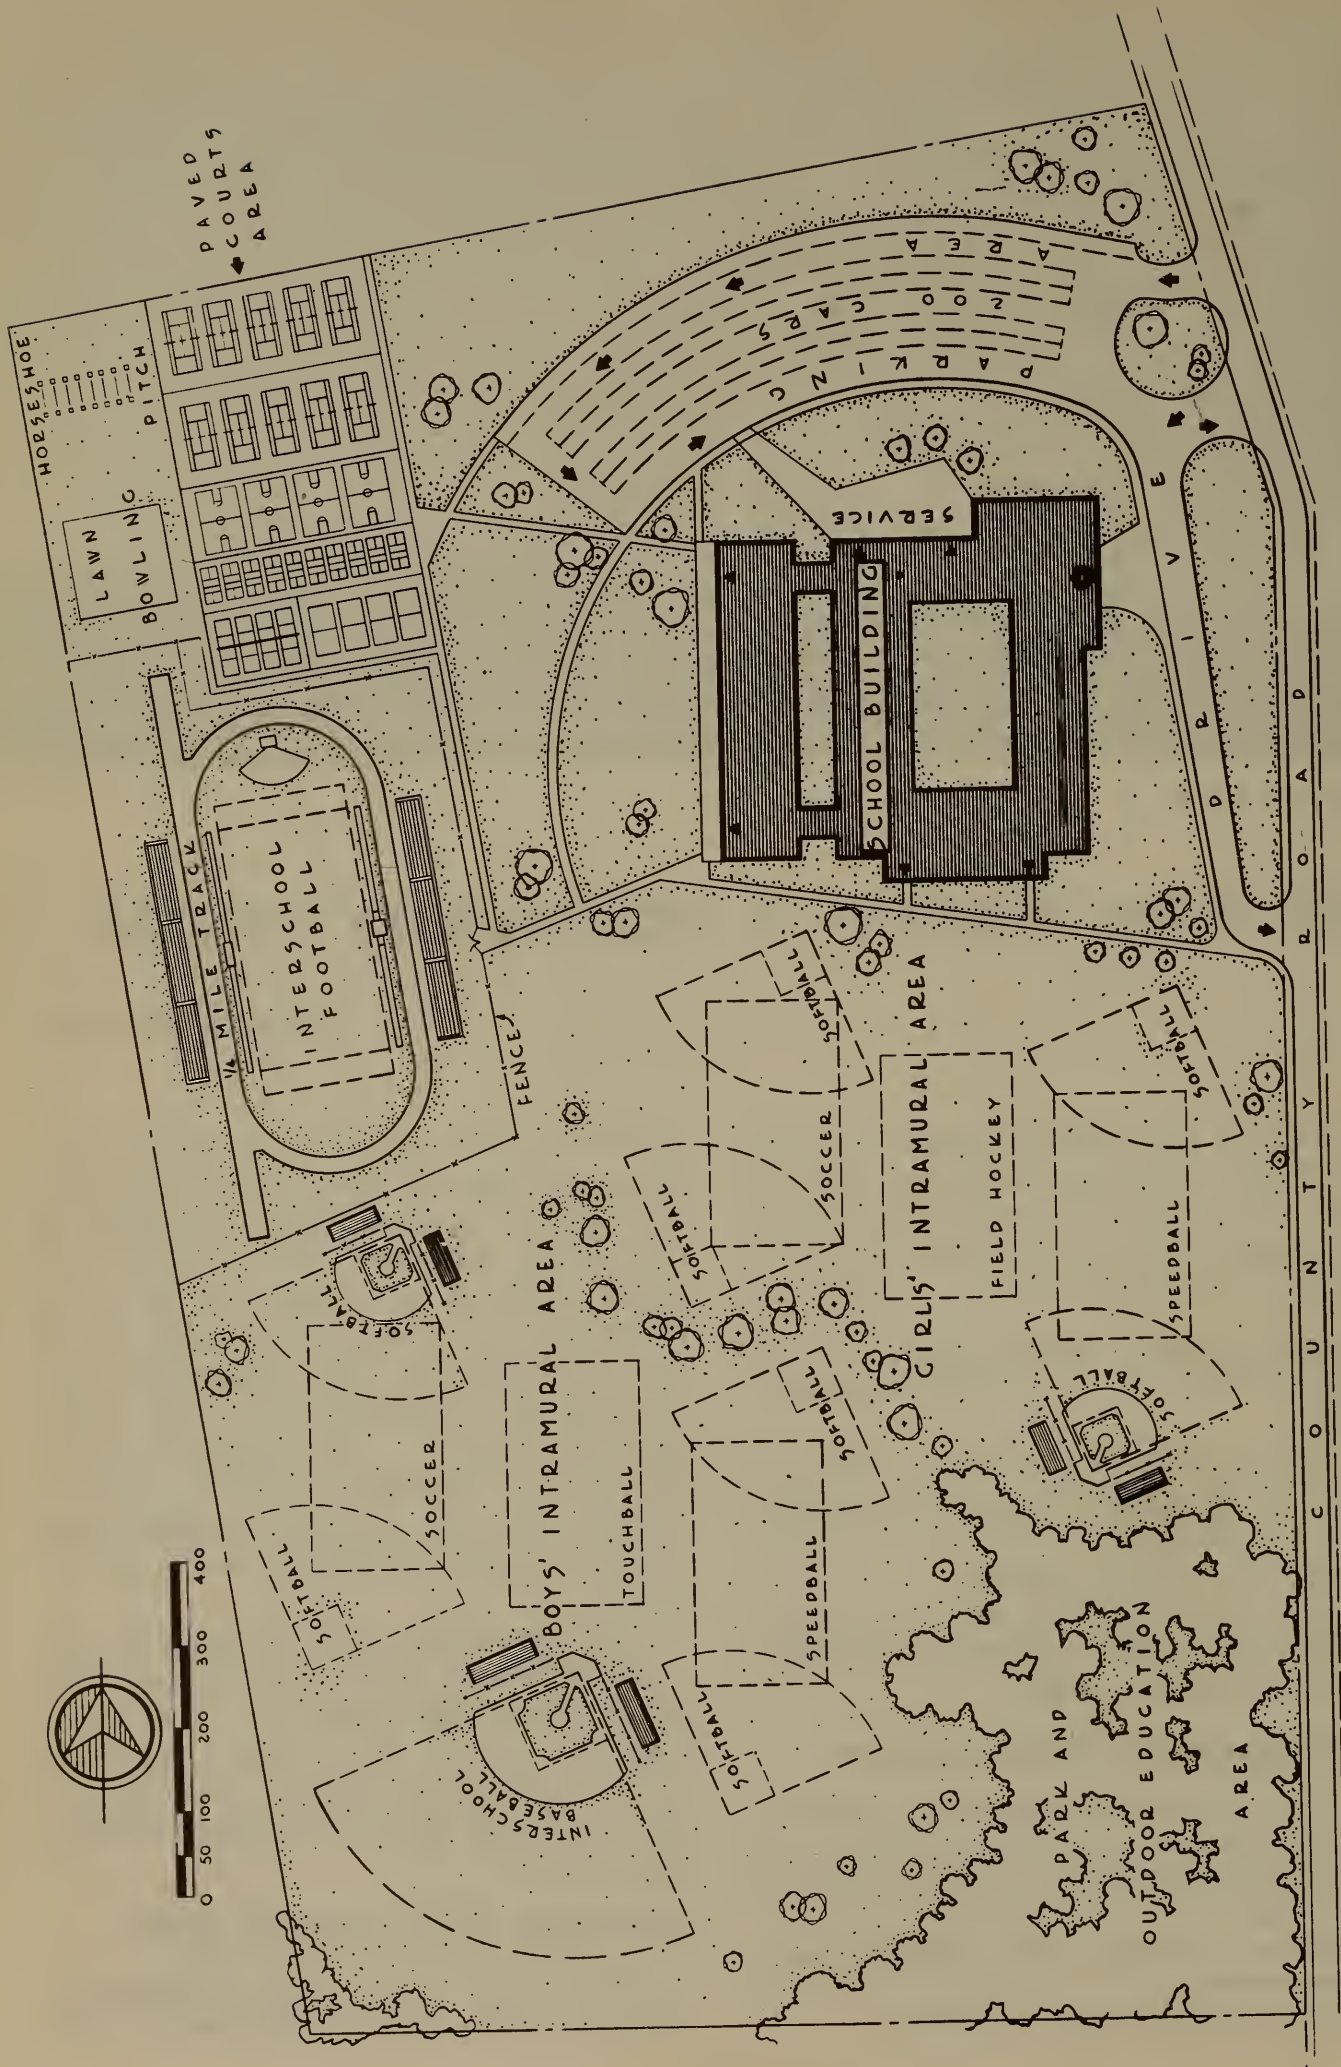 HORSESHOE
PITCH
LAWN
BOWLING
PAVED
COURTS
AREA
1/4 MILE TRACK
INTERSCHOOL
FOOTBALL
FENCE
PARKING
200 CARS
AREA
SERVICE
SCHOOL BUILDING
DRIVE
COUNTY ROAD
SOFTBALL
SOCCER
SOFTBALL
BOYS' INTRAMURAL AREA
TOUCHBALL
SOFTBALL
SPEEDBALL
SOFTBALL
INTERSCHOOL
BASEBALL
SOFTBALL
SOCCER
SOFTBALL
GIRLS' INTRAMURAL AREA
FIELD HOCKEY
SOFTBALL
SPEEDBALL
SOFTBALL
PARK AND
OUTDOOR EDUCATION
AREA
0 50 100 200 300 400